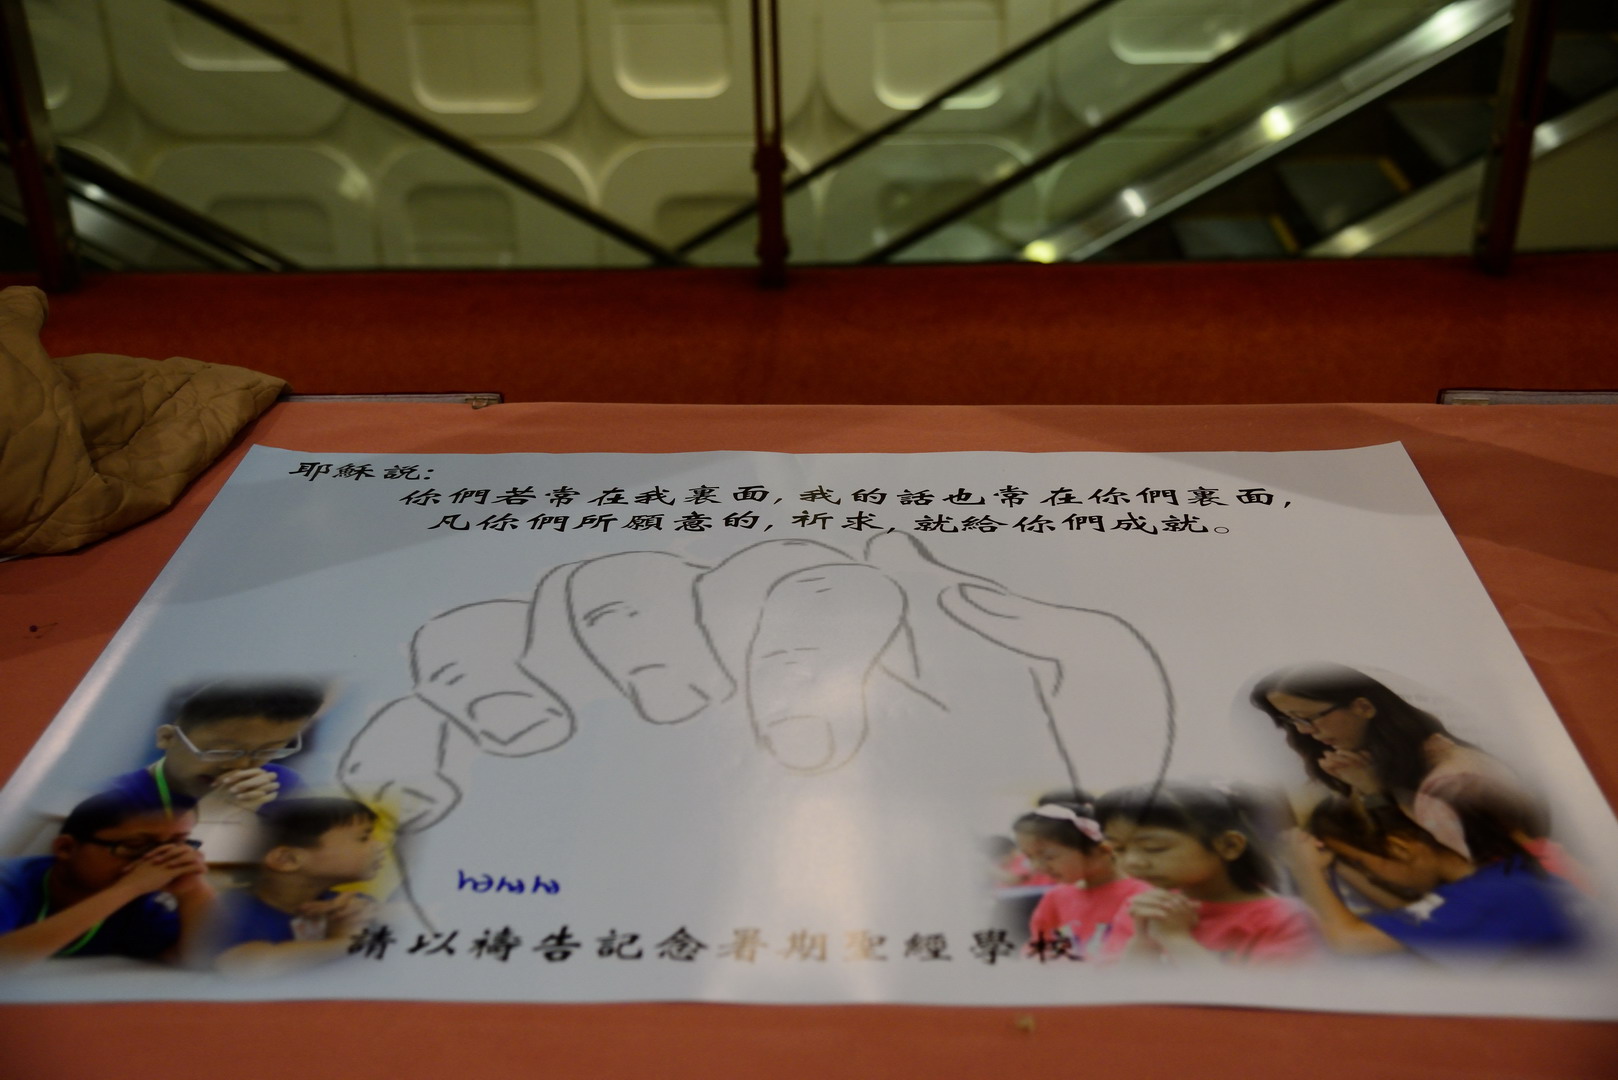 耶穌說:
你們若常在我裏面,我的話也常在你們裏面,
凡你們所願意的,祈求,就給你們成就。
請以禱告記念暑期聖經學校